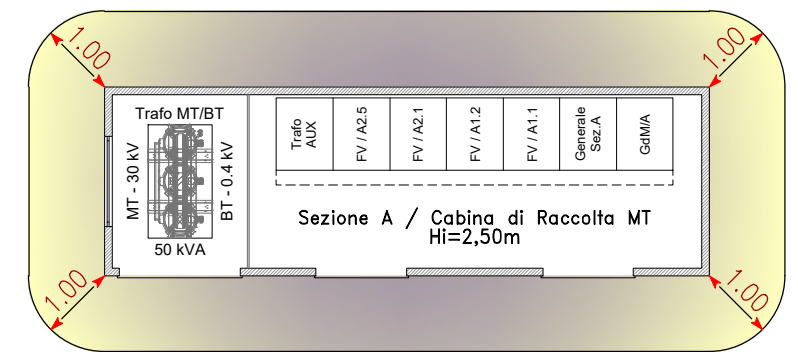 1.00
1.00
Trafo MT/BT
MT - 30 kV
BT - 0.4 kV
50 kVA
Trafo
AUX
FV / A2.5
FV / A2.1
FV / A1.2
FV / A1.1
Generale
Sez.A
GdM/A
Sezione A / Cabina di Raccolta MT
Hi=2,50m
1.00
1.00